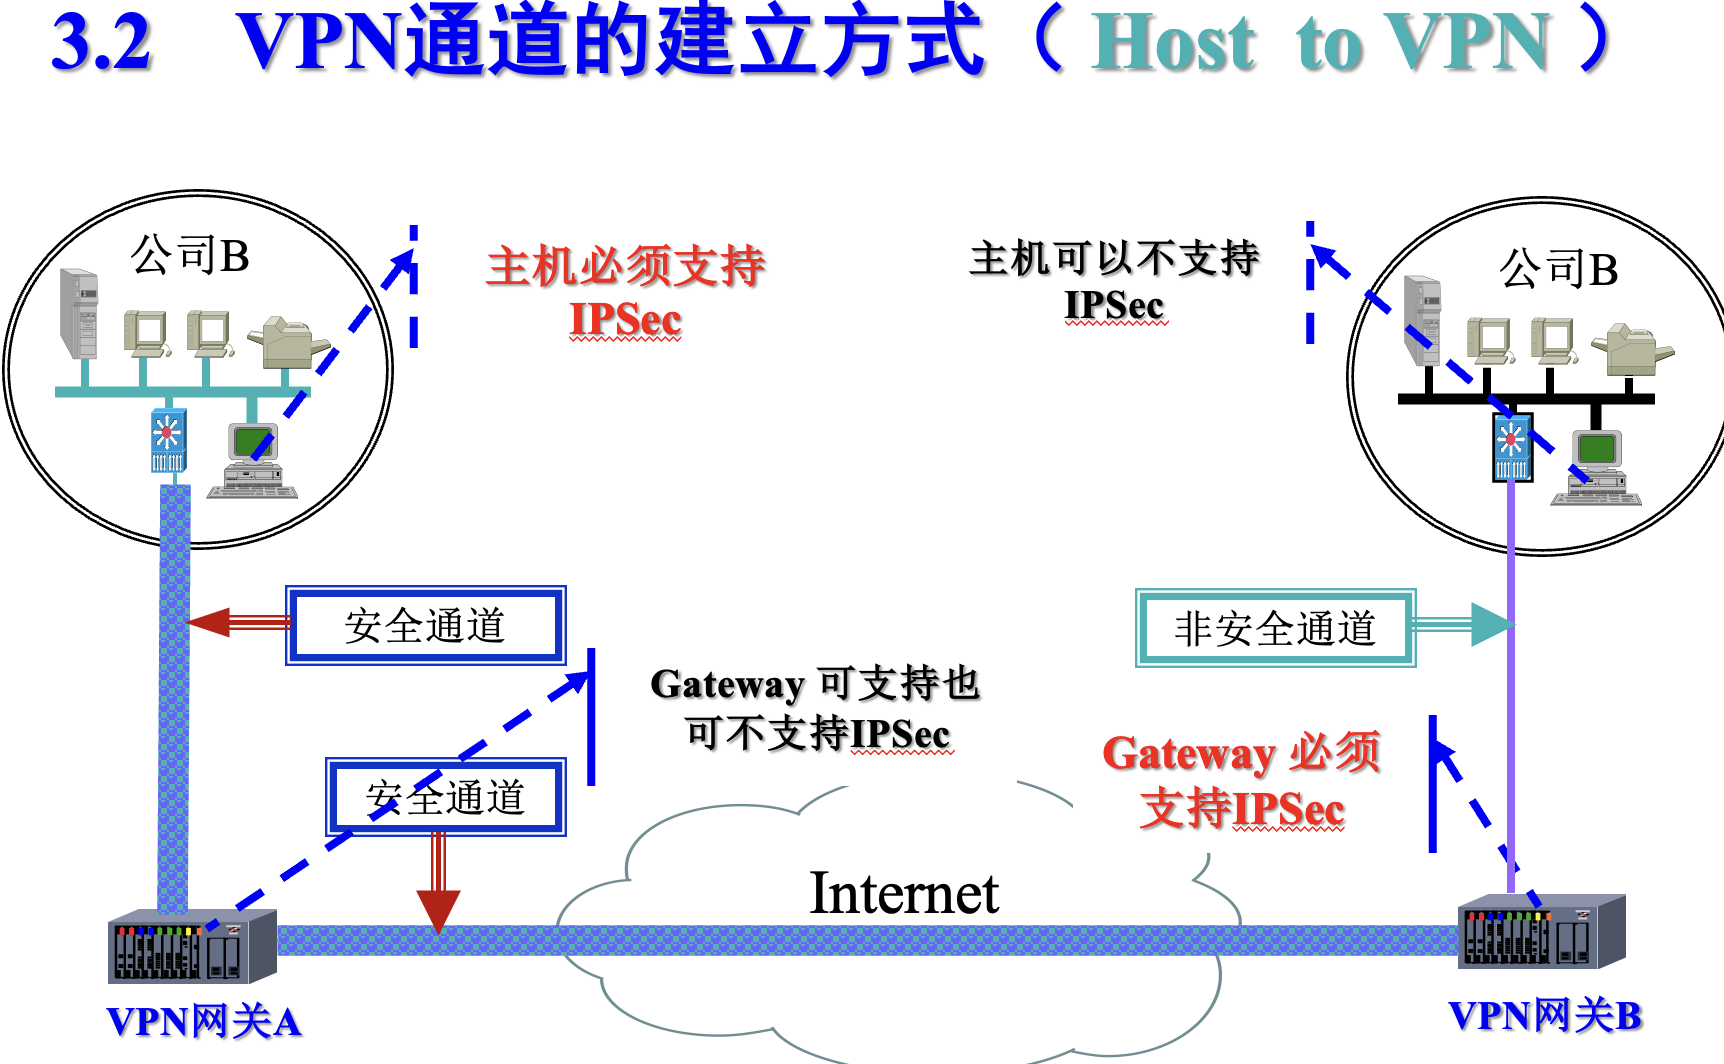 3.2 VPN通道的建立方式（ Host to VPN ）
公司B
主机必须支持
IPSec
主机可以不支持
IPSec
公司B
安全通道
非安全通道
Gateway 可支持也
可不支持IPSec
安全通道
Gateway 必须
支持IPSec
Internet
VPN网关A
VPN网关B